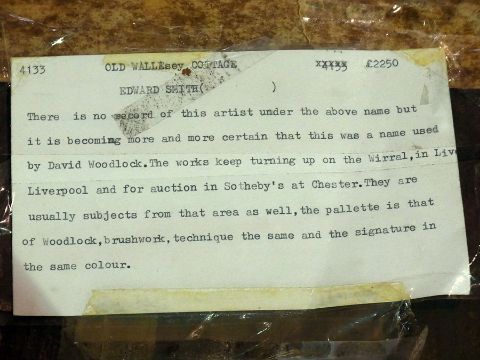 4133 OLD WALLEsey COTTAGE xxxxx 4133 £2250
EDWARD SMITH( )
There is no record of this artist under the above name but
it is becoming more and more certain that this was a name used
by David Woodlock.The works keep turning up on the Wirral,in Live
Liverpool and for auction in Sotheby's at Chester.They are
usually subjects from that area as well,the pallette is that
of Woodlock,brushwork,technique the same and the signature in
the same colour.